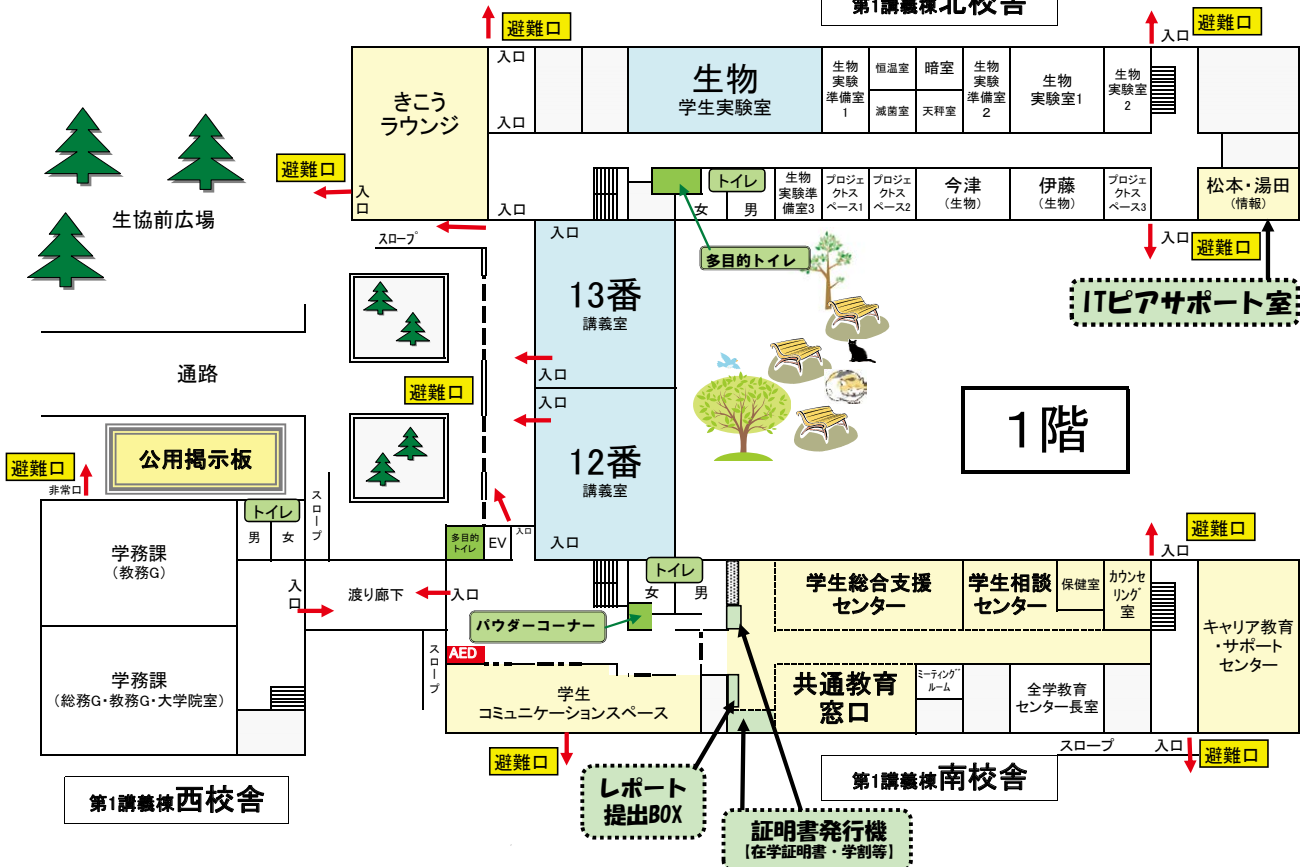 第1講義棟北校舎
避難口
避難口
入口
入口
入口
きこう
ラウンジ
生物
学生実験室
生物
実験
準備室
1
恒温室
滅菌室
暗室
天秤室
生物
実験
準備室
2
生物
実験室1
生物
実験室
2
避難口
入口
入口
トイレ
女
男
生物
実験準
備室3
プロジェ
クトス
ペース1
プロジェ
クトス
ペース2
今津
(生物)
伊藤
(生物)
プロジェ
クトス
ペース3
松本・湯田
(情報)
生協前広場
スロープ
入口
多目的トイレ
入口
避難口
ITピアサポート室
13番
講義室
入口
通路
避難口
入口
12番
講義室
入口
1階
公用掲示板
避難口
非常口
スロープ
トイレ
男
女
学務課
(教務G)
入口
渡り廊下
入口
多目的
トイレ
EV
入口
トイレ
女
男
パウダーコーナー
避難口
入口
学生総合支援
センター
学生相談
センター
保健室
カウンセ
リング
室
キャリア教育
・サポート
センター
学務課
(総務G・教務G・大学院室)
スロープ
AED
学生
コミュニケーションスペース
共通教育
窓口
ミーティング
ルーム
全学教育
センター長室
スロープ
入口
避難口
避難口
第1講義棟西校舎
レポート
提出BOX
第1講義棟南校舎
証明書発行機
【在学証明書・学割等】